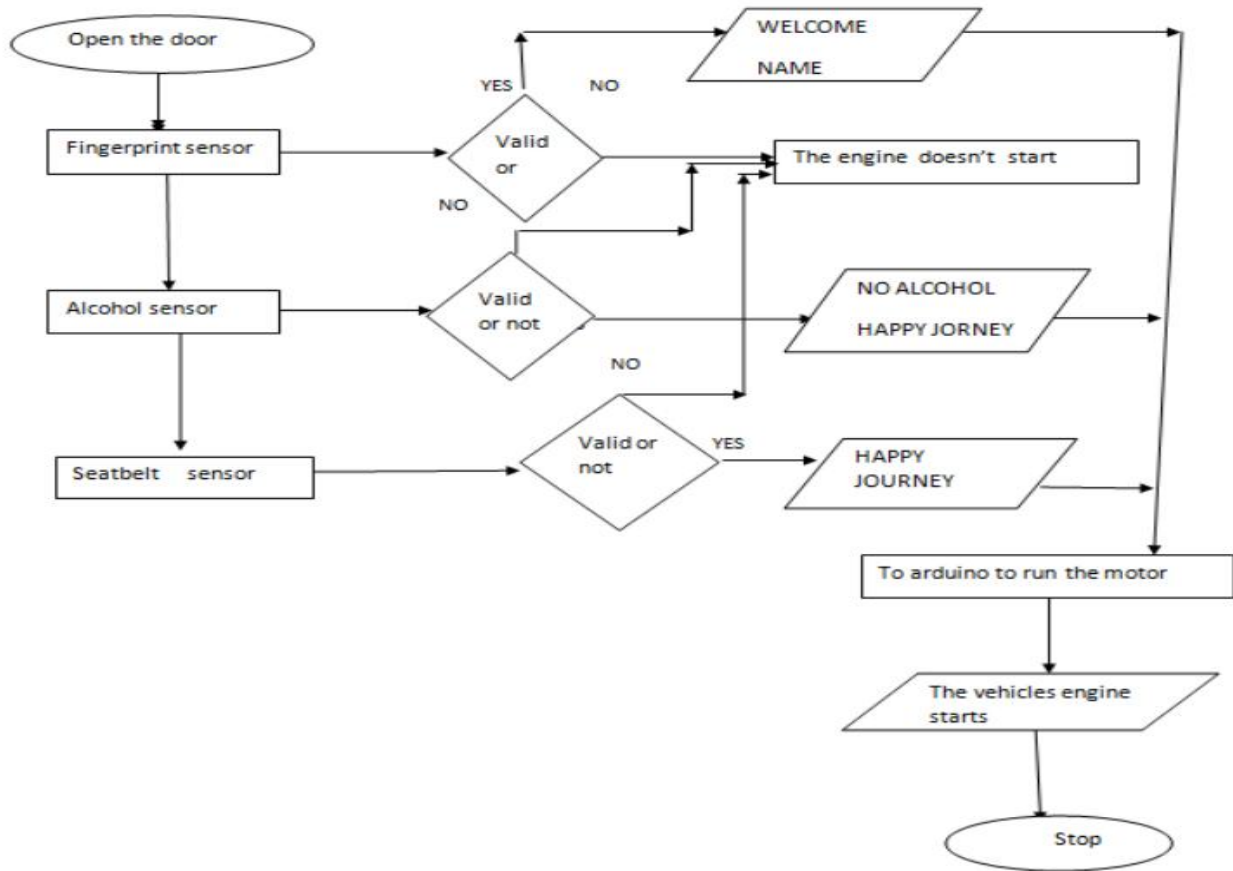 Open the door
WELCOME
NAME
YES
NO
Fingerprint sensor
Valid
or
The engine doesn't start
NO
Alcohol sensor
Valid
or not
NO ALCOHOL
HAPPY JORNEY
NO
Seatbelt sensor
Valid or
not
YES
HAPPY
JOURNEY
To arduino to run the motor
The vehicles engine
starts
Stop